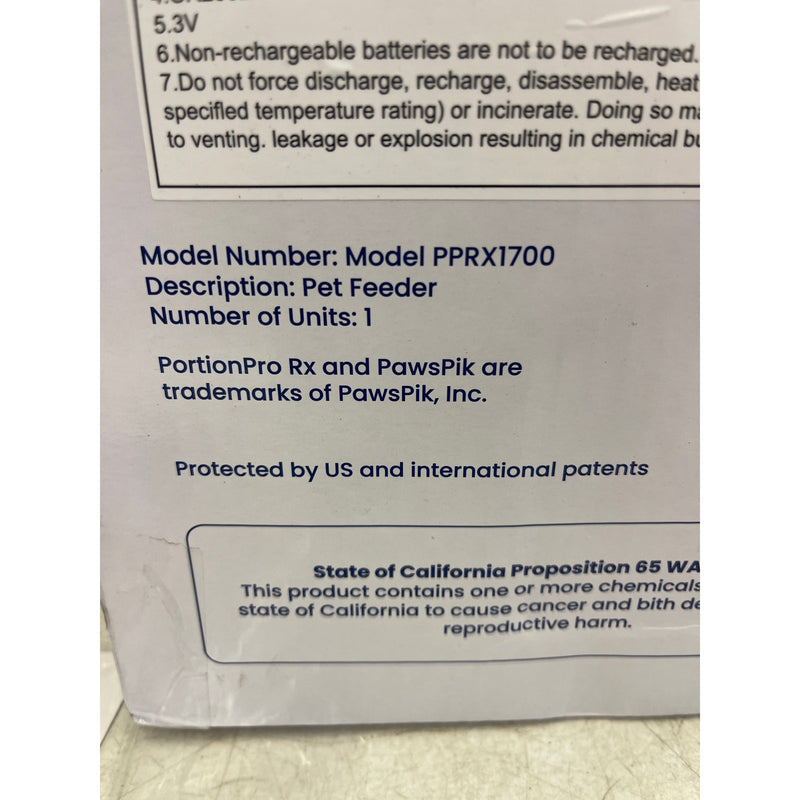 5.3V
6.Non-rechargeable batteries are not to be recharged.
7.Do not force discharge, recharge, disassemble, heat
specified temperature rating) or incinerate. Doing so
to venting. leakage or explosion resulting in chemical
Model Number: Model PPRX1700
Description: Pet Feeder
Number of Units: 1
PortionPro Rx and PawsPik are
trademarks of PawsPik, Inc.
Protected by US and international patents
State of California Proposition 65
This product contains one or more chemicals
state of California to cause cancer and bith
reproductive harm.